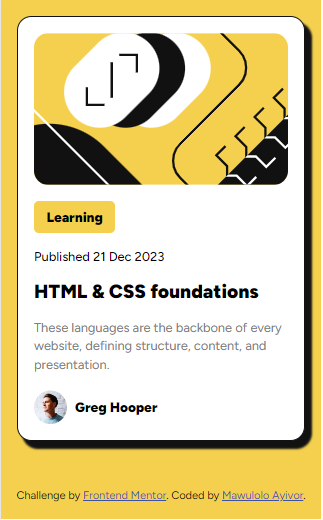 Learning
Published 21 Dec 2023
HTML & CSS foundations
These languages are the backbone of every
website, defining structure, content, and
presentation.
Greg Hooper
Challenge by Frontend Mentor. Coded by Mawulolo Ayivor.